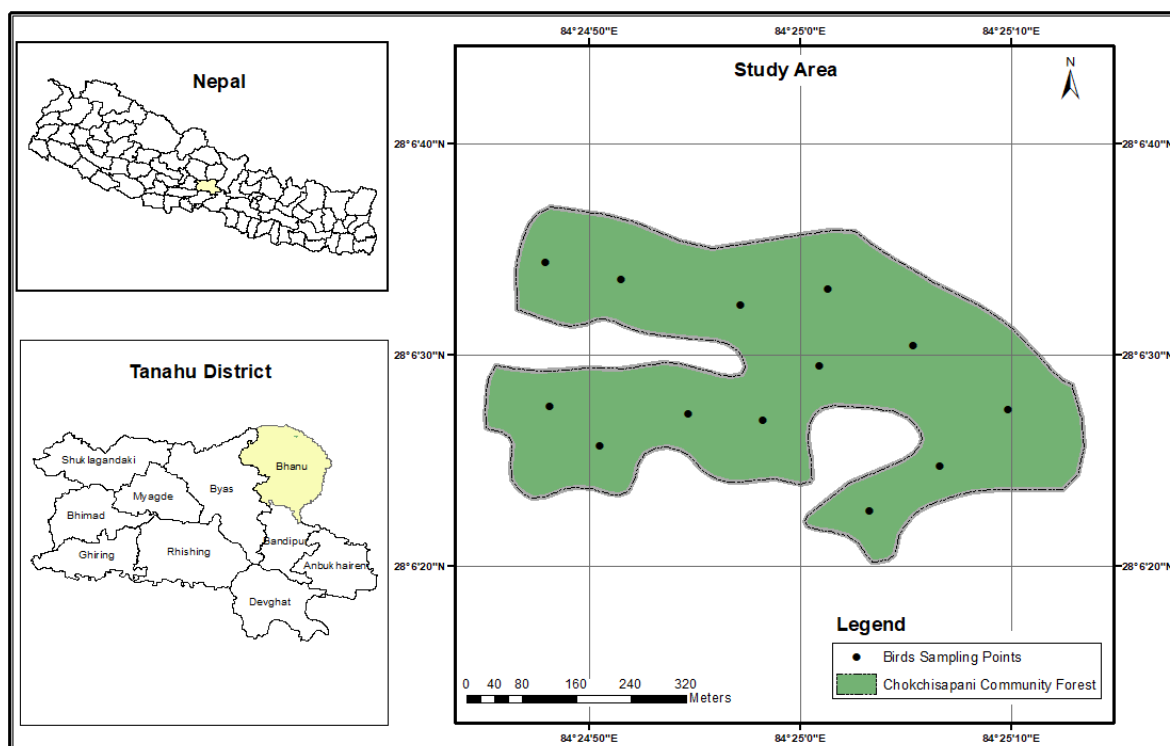 Nepal
Tanahu District
Shuklagandaki
Bhanu
Byas
Myagde
Bhimad
Rhishing
Ghiring
Bandipur
Anbukhaireni
Devghat
84°24'50"E 84°25'0"E 84°25'10"E
Study Area
N
28°6'40"N 28°6'40"N
28°6'30"N 28°6'30"N
28°6'20"N 28°6'20"N
Legend
Birds Sampling Points
Chokchisapani Community Forest
0 40 80 160 240 320
Meters
84°24'50"E 84°25'0"E 84°25'10"E